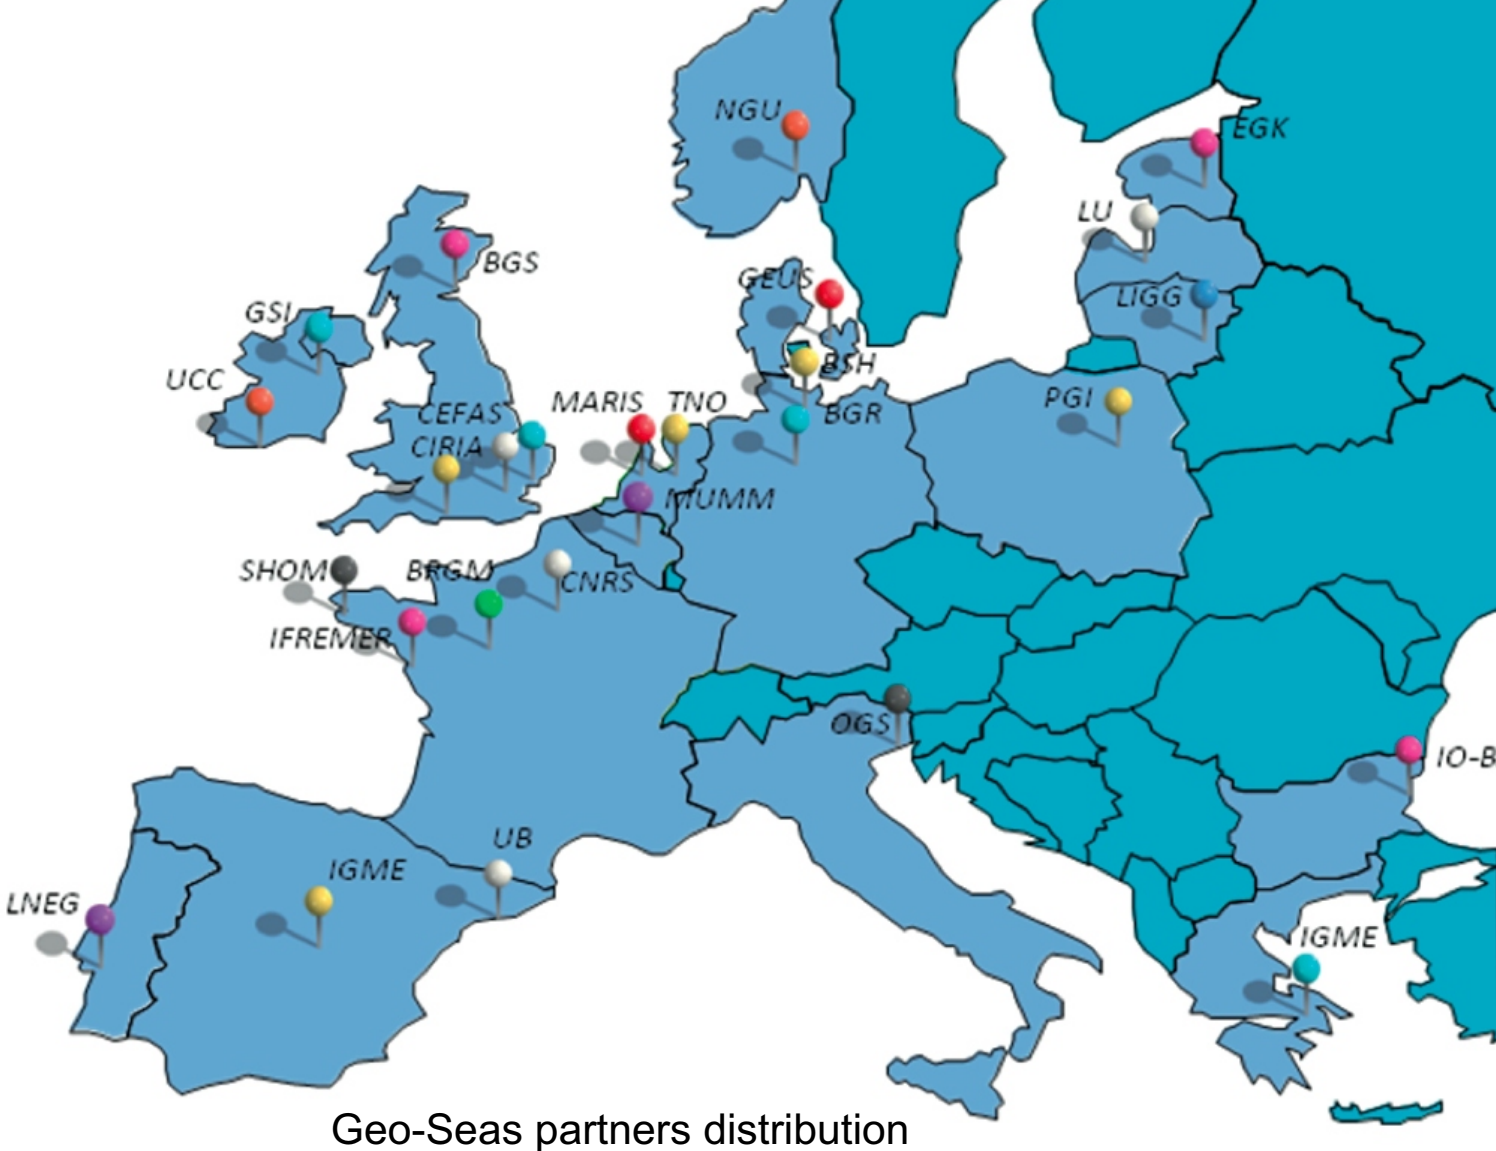 NGU
EGK
LU
BGS
GEUS
LIGG
GSI
BSH
UCC
MARIS
TNO
PGI
CEFAS
BGR
CIRIA
MUMM
SHOM
BRGM
CNRS
IFREMER
OGS
IO-B
UB
IGME
LNEG
IGME
Geo-Seas partners distribution